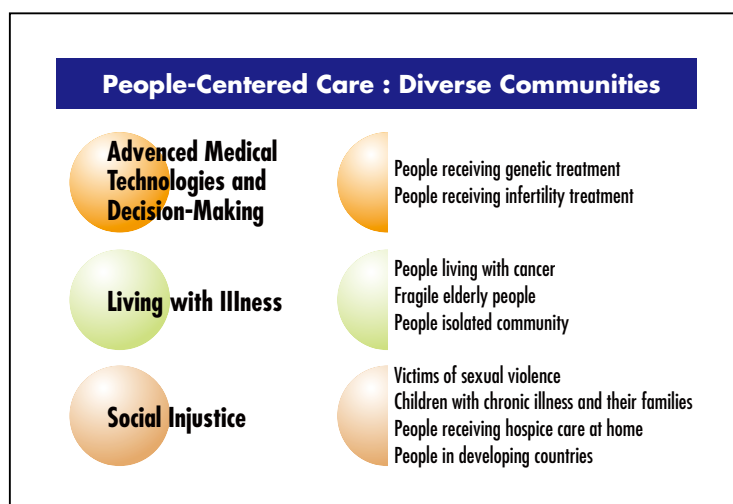 People-Centered Care : Diverse Communities
Advanced Medical
Technologies and
Decision-Making
People receiving genetic treatment
People receiving infertility treatment
Living with Illness
People living with cancer
Fragile elderly people
People isolated community
Social Injustice
Victims of sexual violence
Children with chronic illness and their families
People receiving hospice care at home
People in developing countries